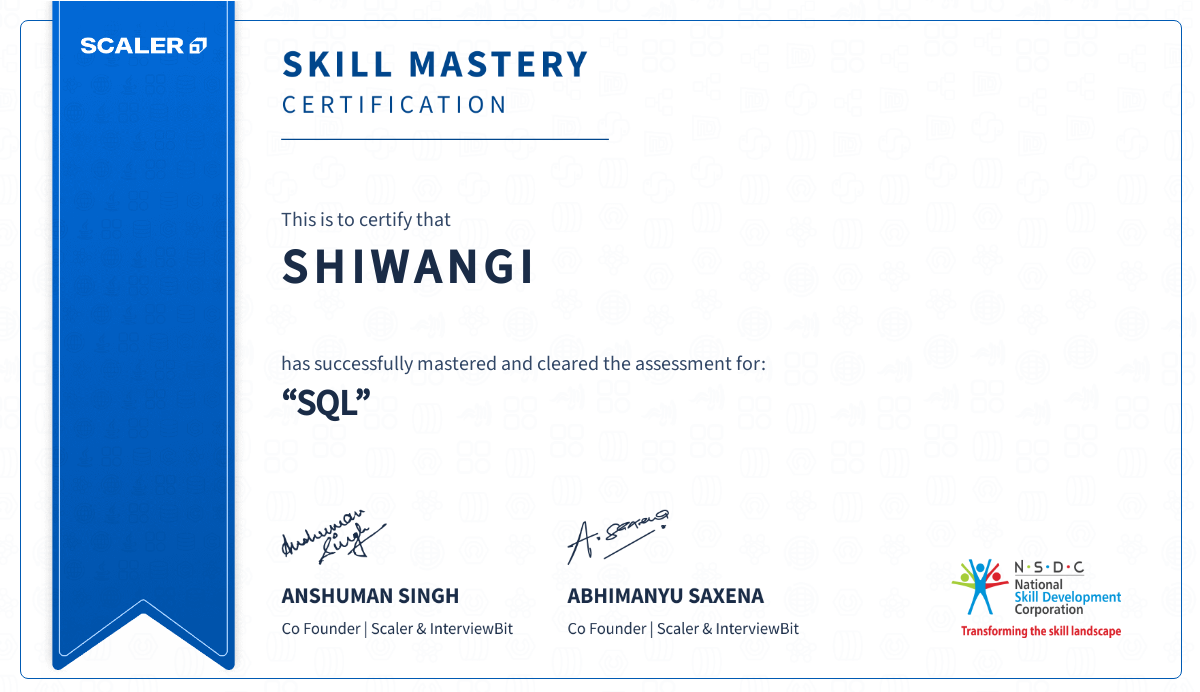 SCALER
SKILL MASTERY
CERTIFICATION
This is to certify that
SHIWANGI
has successfully mastered and cleared the assessment for:
“SQL”
Anshuman Singh
A. Saxena
ANSHUMAN SINGH
ABHIMANYU SAXENA
Co Founder | Scaler & InterviewBit
Co Founder | Scaler & InterviewBit
N·S·D·C
National
Skill Development
Corporation
Transforming the skill landscape